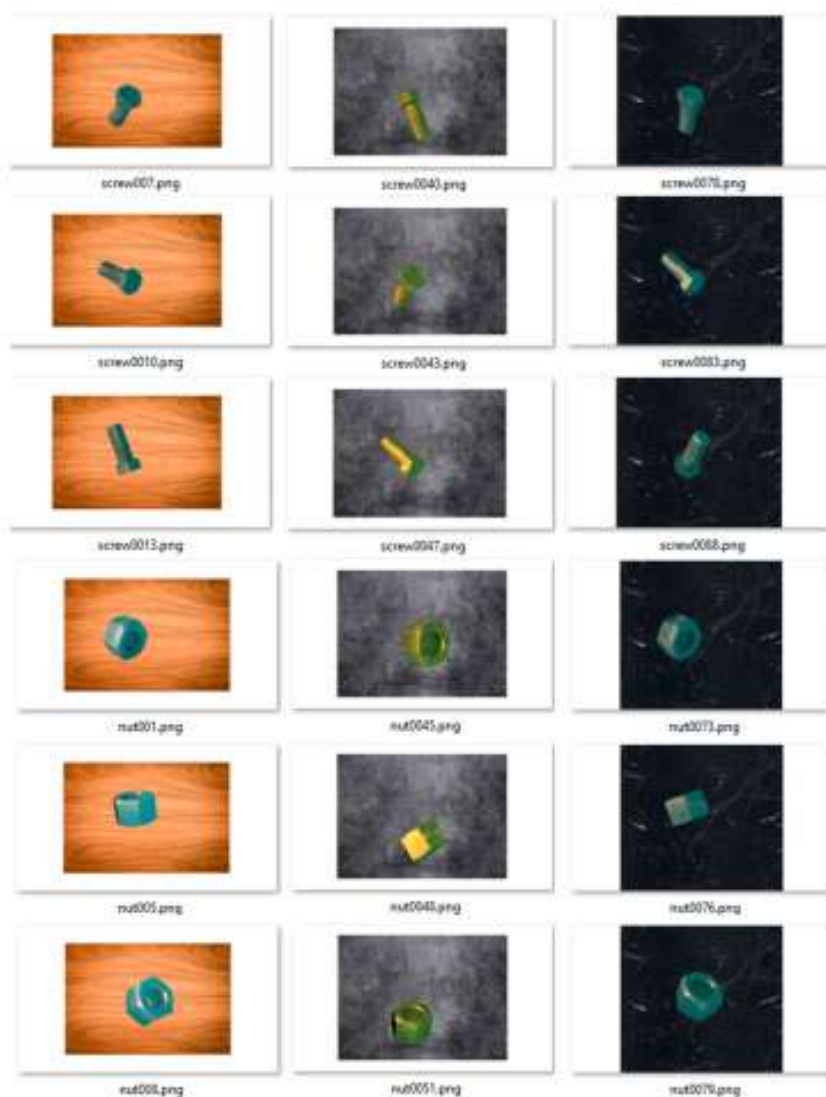 screw007.png screw0040.png screw0078.png
screw0010.png screw0043.png screw0083.png
screw0013.png screw0047.png screw0088.png
nut001.png nut0045.png nut0073.png
nut005.png nut0048.png nut0076.png
nut008.png nut0051.png nut0079.png